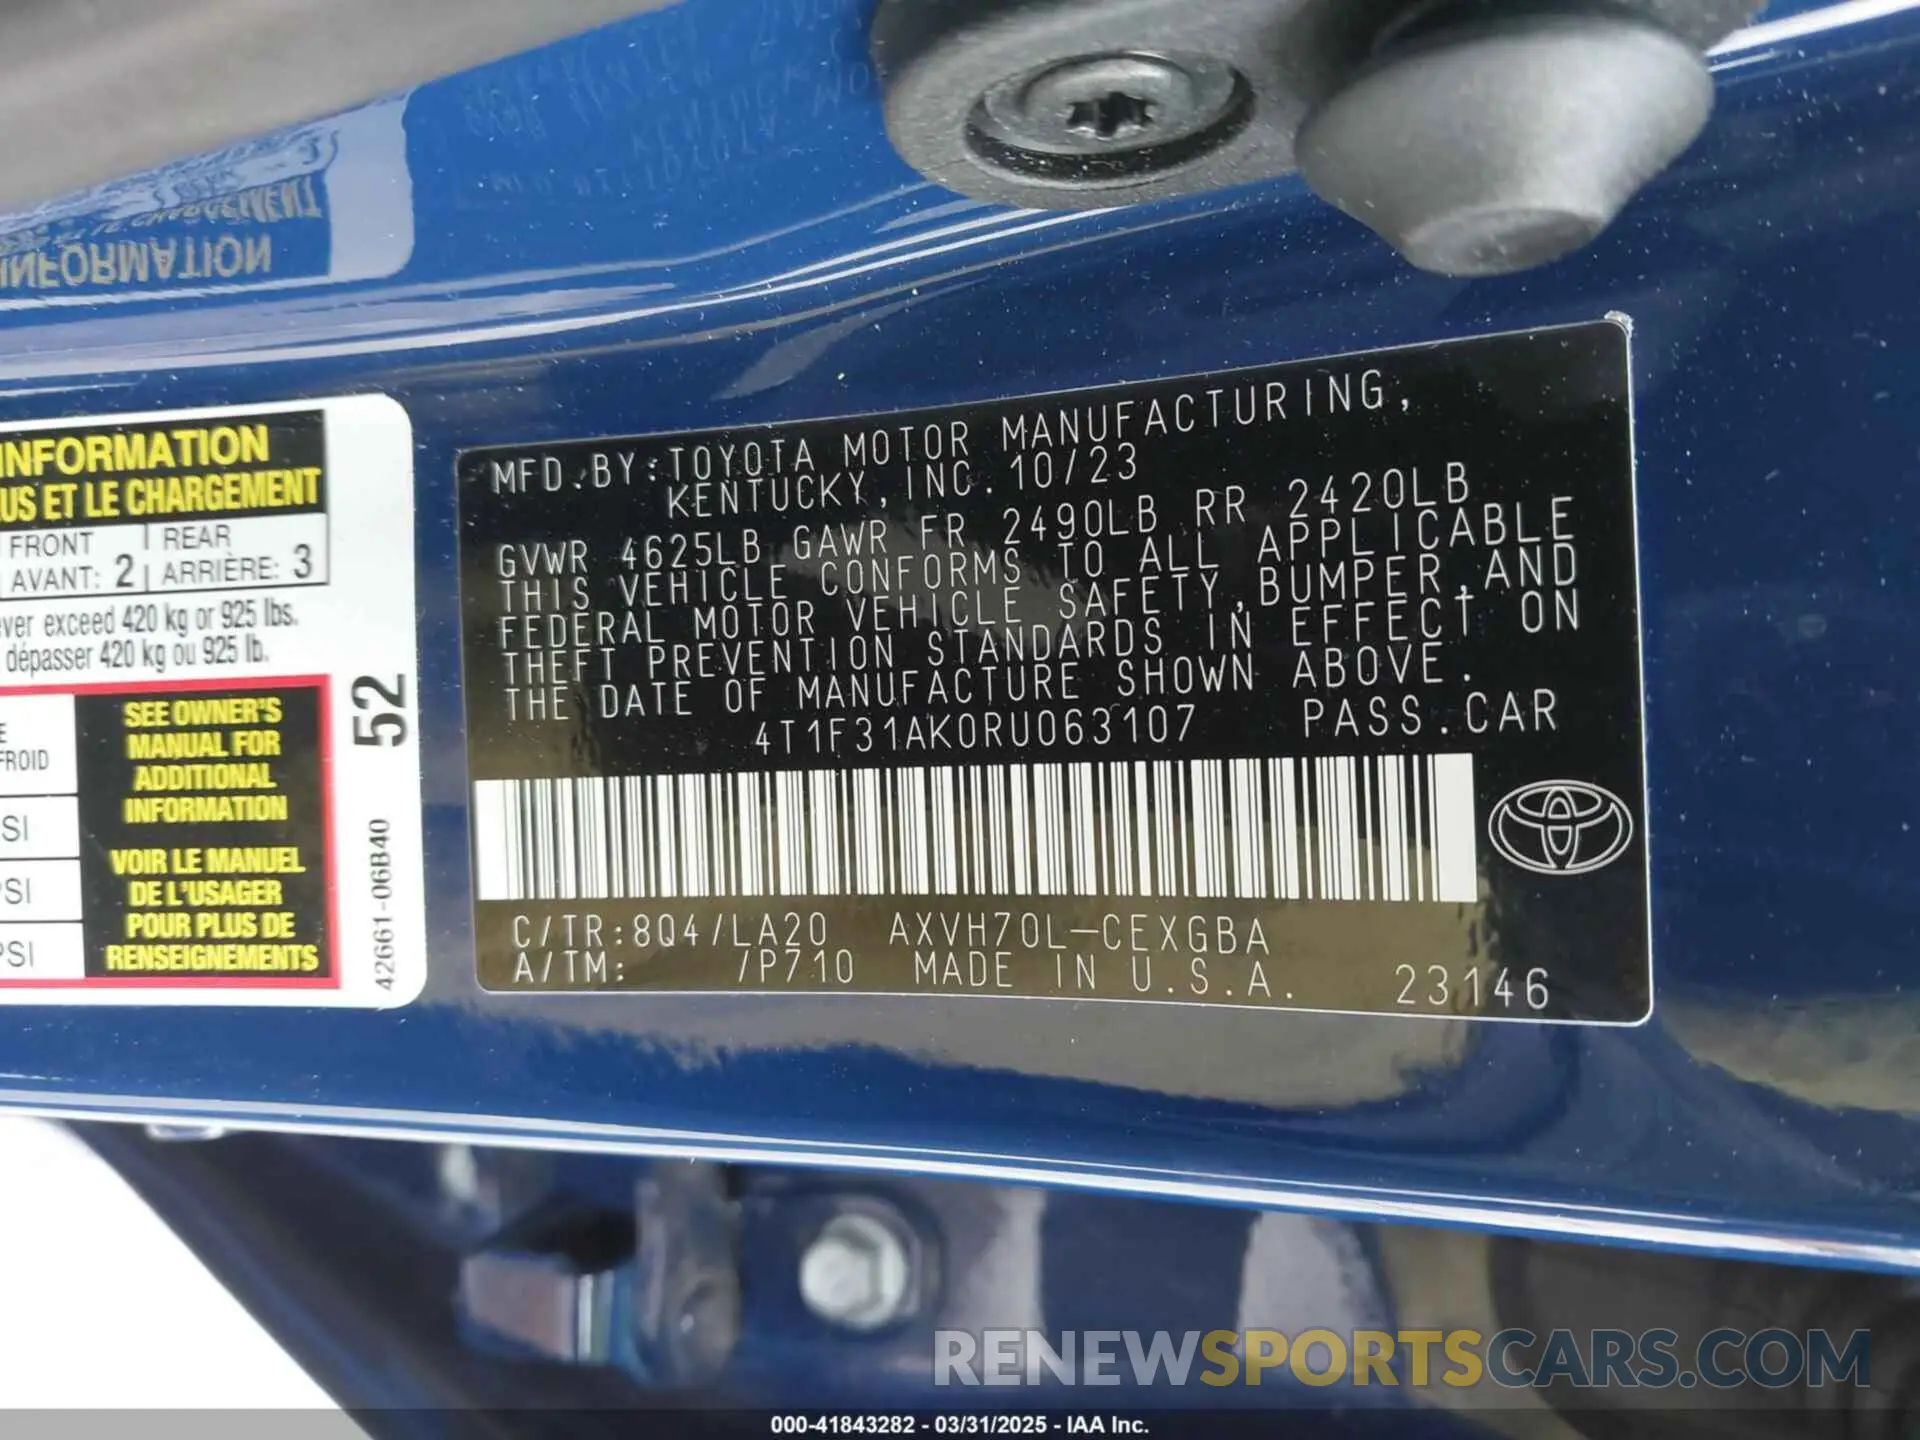 INFORMATION
US ET LE CHARGEMENT
FRONT
AVANT: 2
REAR
ARRIÈRE: 3
ver exceed 420 kg or 925 lbs.
dépasser 420 kg ou 925 lb.
E
FROID
SI
SI
PSI
SEE OWNER'S
MANUAL FOR
ADDITIONAL
INFORMATION
VOIR LE MANUEL
DE L'USAGER
POUR PLUS DE
RENSEIGNEMENTS
52
42661-06B40
MFD.BY:TOYOTA MOTOR MANUFACTURING,
KENTUCKY,INC. 10/23
GVWR 4625LB GAWR FR 2490LB RR 2420LB
THIS VEHICLE CONFORMS TO ALL APPLICABLE
FEDERAL MOTOR VEHICLE SAFETY,BUMPER,AND
THEFT PREVENTION STANDARDS IN EFFECT ON
THE DATE OF MANUFACTURE SHOWN ABOVE.
4T1F31AK0RU063107 PASS.CAR
C/TR:8Q4/LA20 AXVH70L-CEXGBA
A/TM: /P710 MADE IN U.S.A. 23146
RENEWSPORTSCARS.COM
000-41843282 - 03/31/2025 - IAA Inc.